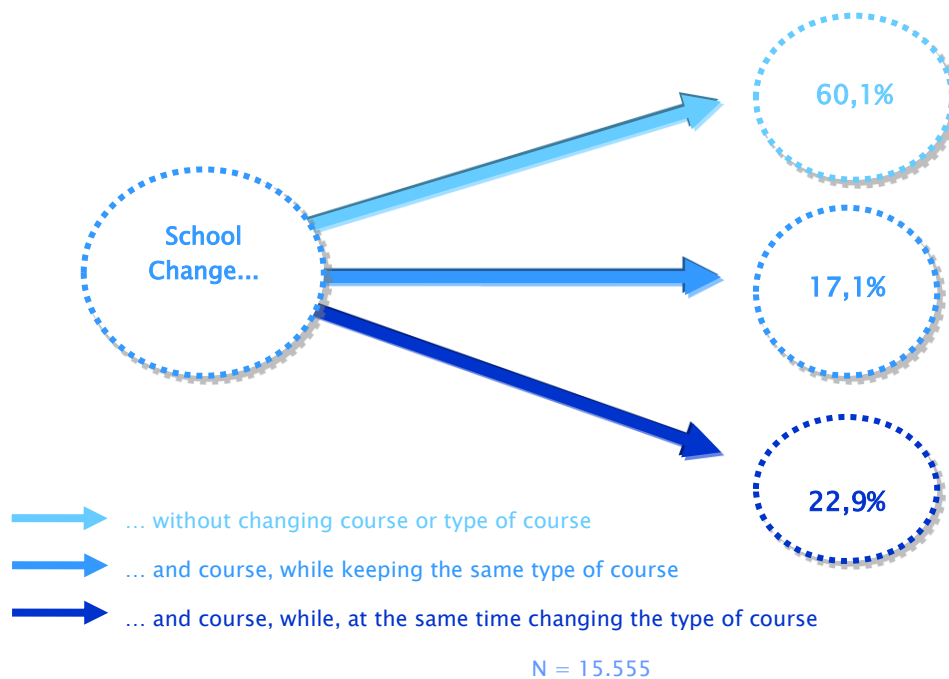 60,1%
School
Change...
17,1%
22,9%
... without changing course or type of course
... and course, while keeping the same type of course
... and course, while, at the same time changing the type of course
N = 15.555